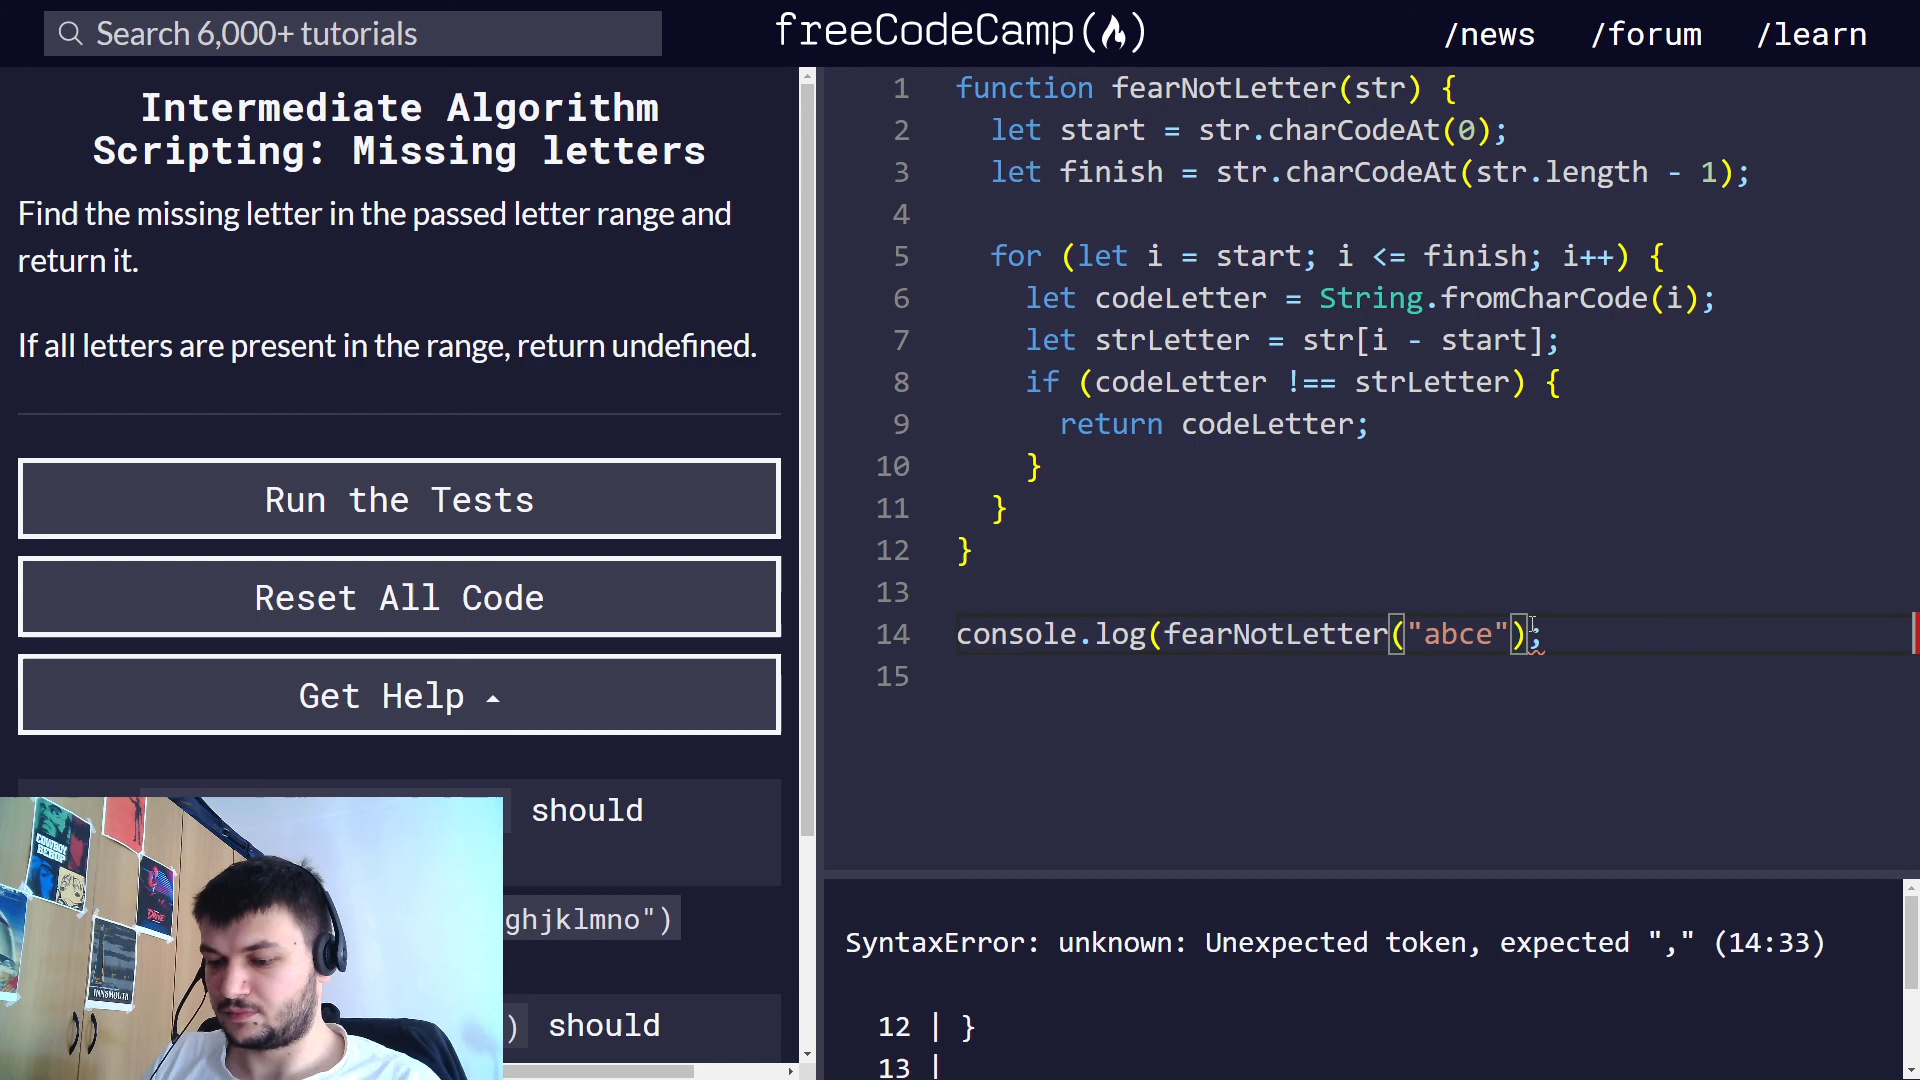 Search 6,000+ tutorials
freeCodeCamp
/news
/forum
/learn
Intermediate Algorithm
Scripting: Missing letters
Find the missing letter in the passed letter range and
return it.
If all letters are present in the range, return undefined.
Run the Tests
Reset All Code
Get Help
should
ghjklmno")
) should
COWBOY
BEBOP
DRIVE
INNSMOUTH
1 function fearNotLetter(str) {
2 let start = str.charCodeAt(0);
3 let finish = str.charCodeAt(str.length - 1);
4
5 for (let i = start; i <= finish; i++) {
6 let codeLetter = String.fromCharCode(i);
7 let strLetter = str[i - start];
8 if (codeLetter !== strLetter) {
9 return codeLetter;
10 }
11 }
12 }
13
14 console.log(fearNotLetter("abce");
15
SyntaxError: unknown: Unexpected token, expected "," (14:33)
12 | }
13 |